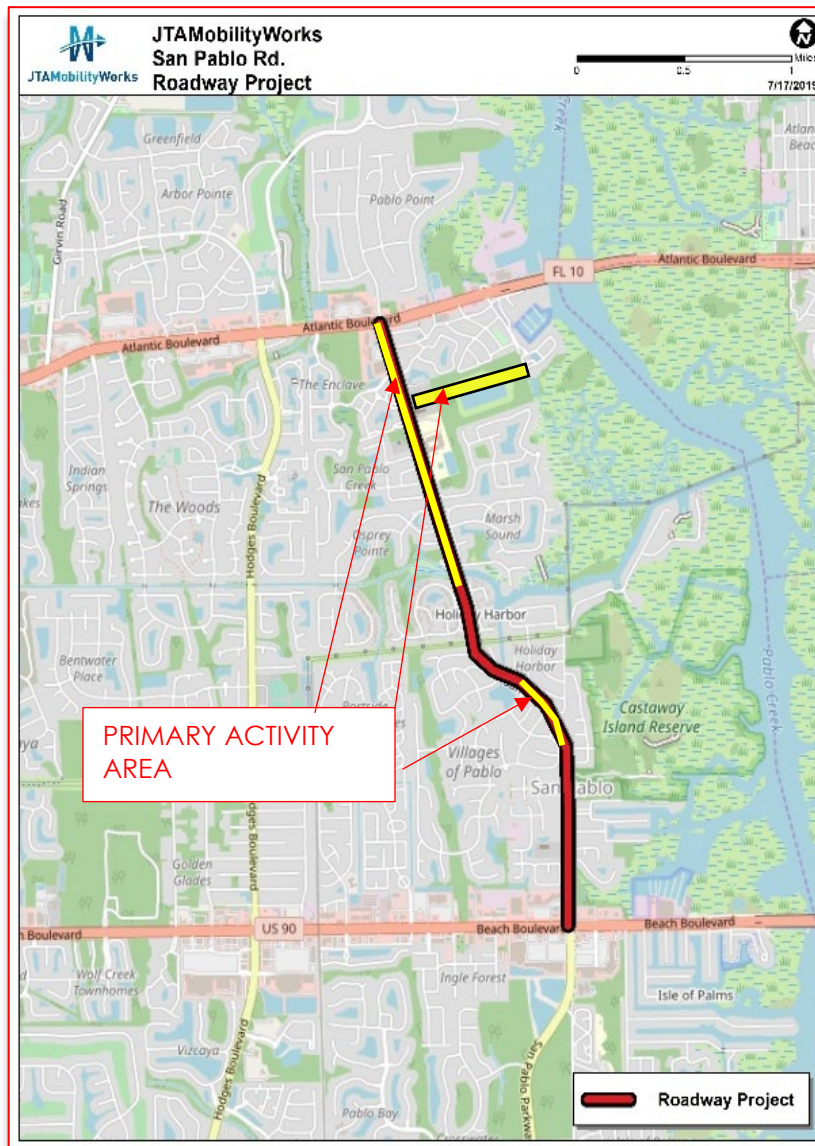 JTAMobilityWorks
JTAMobilityWorks
San Pablo Rd.
Roadway Project
N
0
0.5
1
Miles
7/17/2019
Greenfield
Arbor Pointe
Pablo Point
Girvin Road
Atlantic Boulevard
FL 10
Atlantic Boulevard
Atlantic Boulevard
The Enclave
Indian
Springs
The Woods
San Pablo
Creek
Osprey
Pointe
Marsh
Sound
Hodges Boulevard
Holiday Harbor
Holiday
Harbor
Bentwater
Place
Castaway
Island Reserve
Pablo Creek
PRIMARY ACTIVITY
AREA
Villages
of Pablo
San Pablo
Golden
Glades
US 90
Beach Boulevard
Beach Boulevard
Wolf Creek
Townhomes
Ingle Forest
Isle of Palms
Vizcaya
Hodges Boulevard
San Pablo Parkway
Pablo Bay
Roadway Project